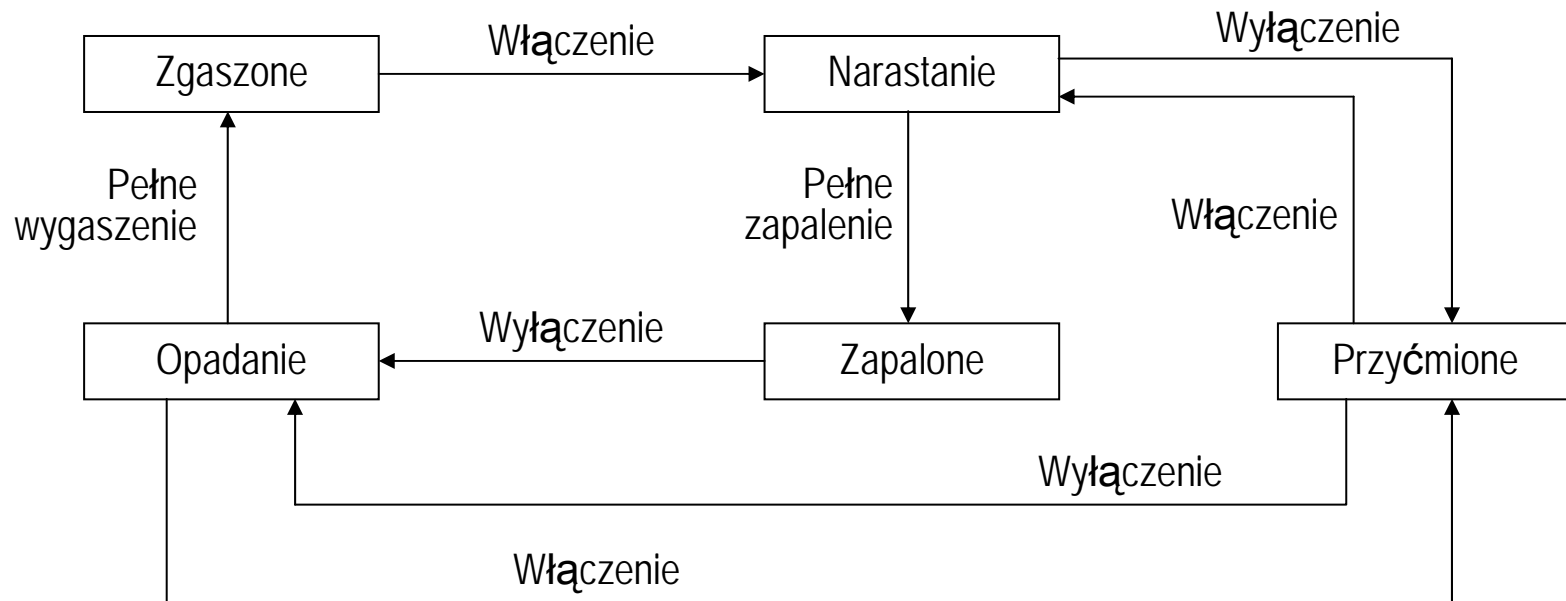 Włączenie
Wyłączenie
Zgaszone
Narastanie
Pełne
wygaszenie
Pełne
zapalenie
Włączenie
Wyłączenie
Opadanie
Zapalone
Przyćmione
Wyłączenie
Włączenie